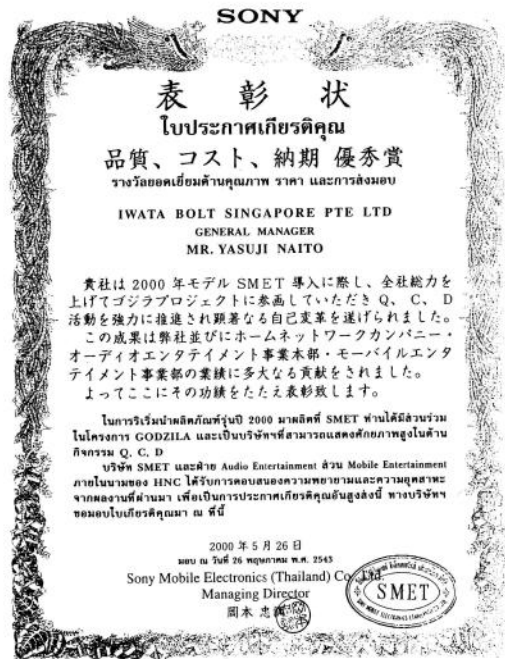 SONY
表 彰 状
ใบประกาศเกียรติคุณ
品質、コスト、納期 優秀賞
รางวัลยอดเยี่ยมด้านคุณภาพ ราคา และการส่งมอบ
IWATA BOLT SINGAPORE PTE LTD
GENERAL MANAGER
MR. YASUJI NAITO
貴社は 2000 年モデル SMET 導入に際し、全社総力を
上げてゴジラプロジェクトに参画していただき Q、C、D
活動を強力に推進され顕著なる自己変革を遂げられました。
この成果は弊社並びにホームネットワークカンパニー・
オーディオエンタテイメント事業本部・モーバイルエンタ
テイメント事業部の業績に多大なる貢献をされました。
よってここにその功績をたたえ表彰致します。
ในการริเริ่มนำผลิตภัณฑ์รุ่นปี 2000 มาผลิตที่ SMET ท่านได้มีส่วนร่วม
ในโครงการ GODZILA และเป็นบริษัทฯที่สามารถแสดงศักยภาพสูงในด้าน
กิจกรรม Q. C. D
บริษัท SMET และฝ่าย Audio Entertainment ส่วน Mobile Entertainment
ภายในนามของ HNC ได้รับการตอบสนองความพยายามและความอุตสาหะ
จากผลงานที่ผ่านมา เพื่อเป็นการประกาศเกียรติคุณอันสูงส่งนี้ ทางบริษัทฯ
ขอมอบใบเกียรติคุณมา ณ ที่นี้
2000 年 5 月 26 日
มอบ ณ วันที่ 26 พฤษภาคม พ.ศ. 2543
Sony Mobile Electronics (Thailand) Co., Ltd.
Managing Director
岡本 忠
SMET